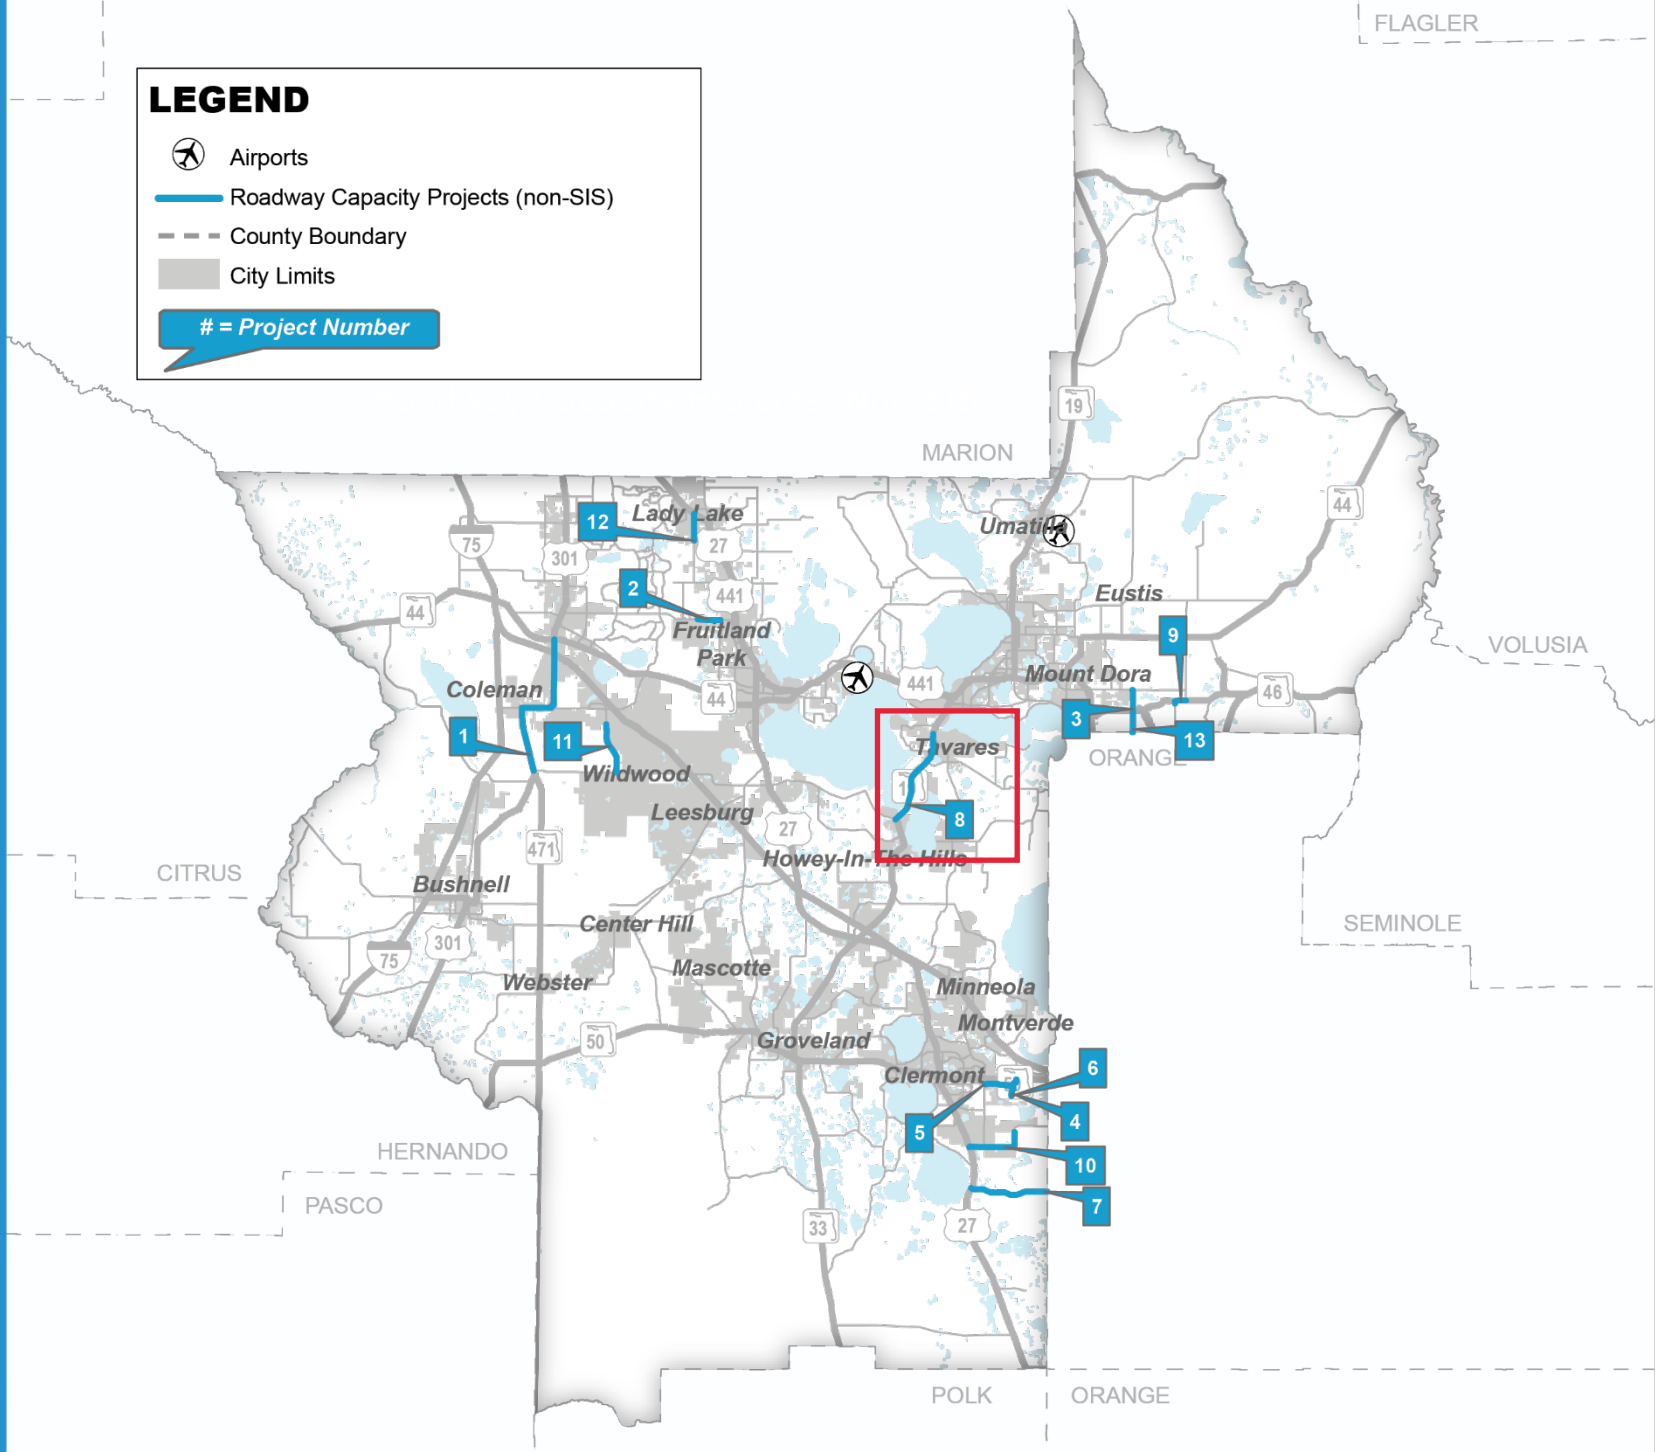 FLAGLER
LEGEND
Airports
Roadway Capacity Projects (non-SIS)
County Boundary
City Limits
# = Project Number
19
MARION
44
12
Lady Lake
Umatilla
75
27
301
2
441
Eustis
44
9
Fruitland
Park
VOLUSIA
Mount Dora
441
Coleman
44
46
3
1
11
13
Tavares
ORANGE
Wildwood
Leesburg
8
27
471
Howey-In-The Hills
CITRUS
Bushnell
Center Hill
SEMINOLE
301
75
Mascotte
Webster
Minneola
Montverde
50
Groveland
6
Clermont
4
5
HERNANDO
10
PASCO
7
33
27
POLK
ORANGE